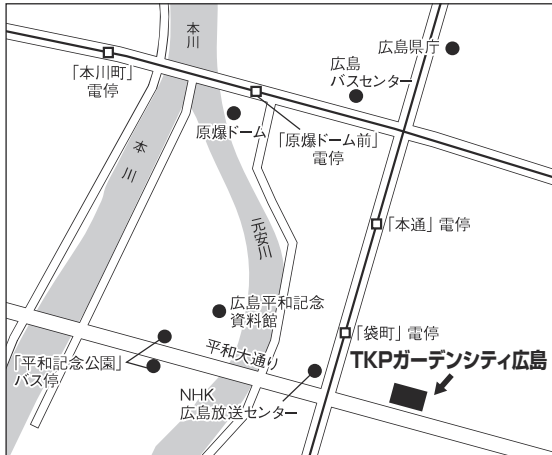 本川
広島県庁
広島
バスセンター
「本川町」
電停
原爆ドーム
「原爆ドーム前」
電停
本川
元安川
「本通」電停
広島平和記念
資料館
「袋町」電停
平和大通り
「平和記念公園」
バス停
TKPガーデンシティ広島
NHK
広島放送センター